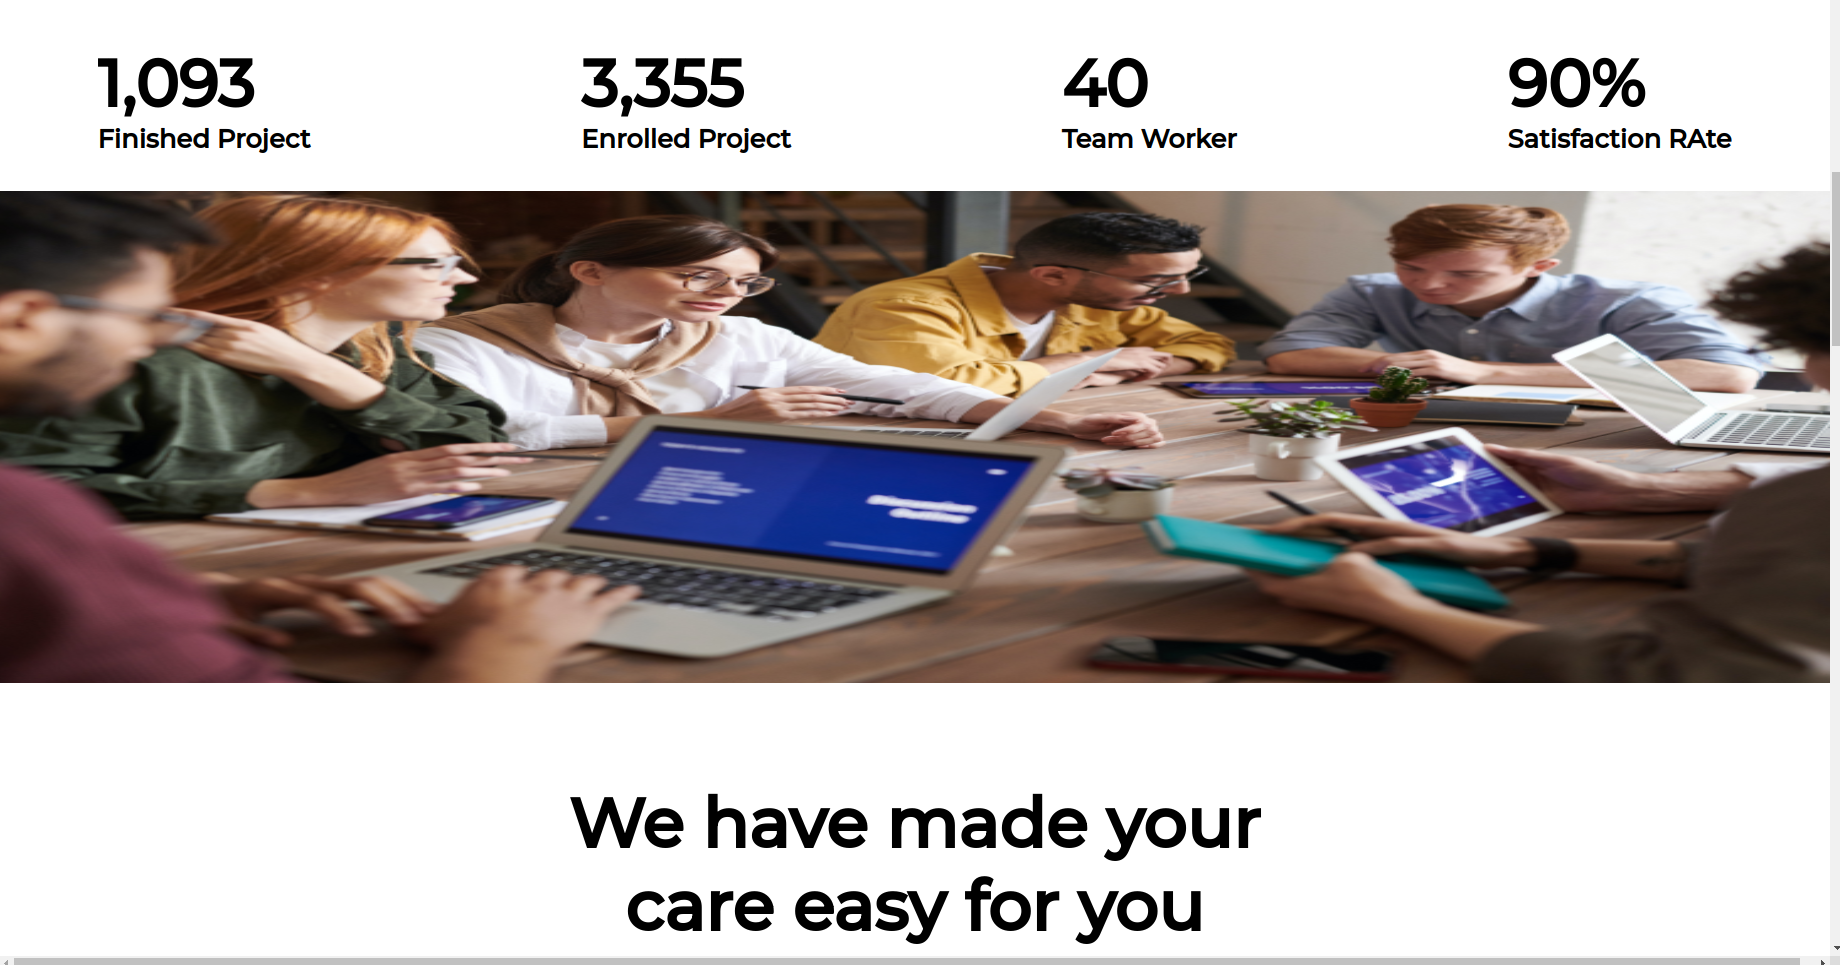 1,093
3,355
40
90%
Finished Project
Enrolled Project
Team Worker
Satisfaction RAte
We have made your
care easy for you